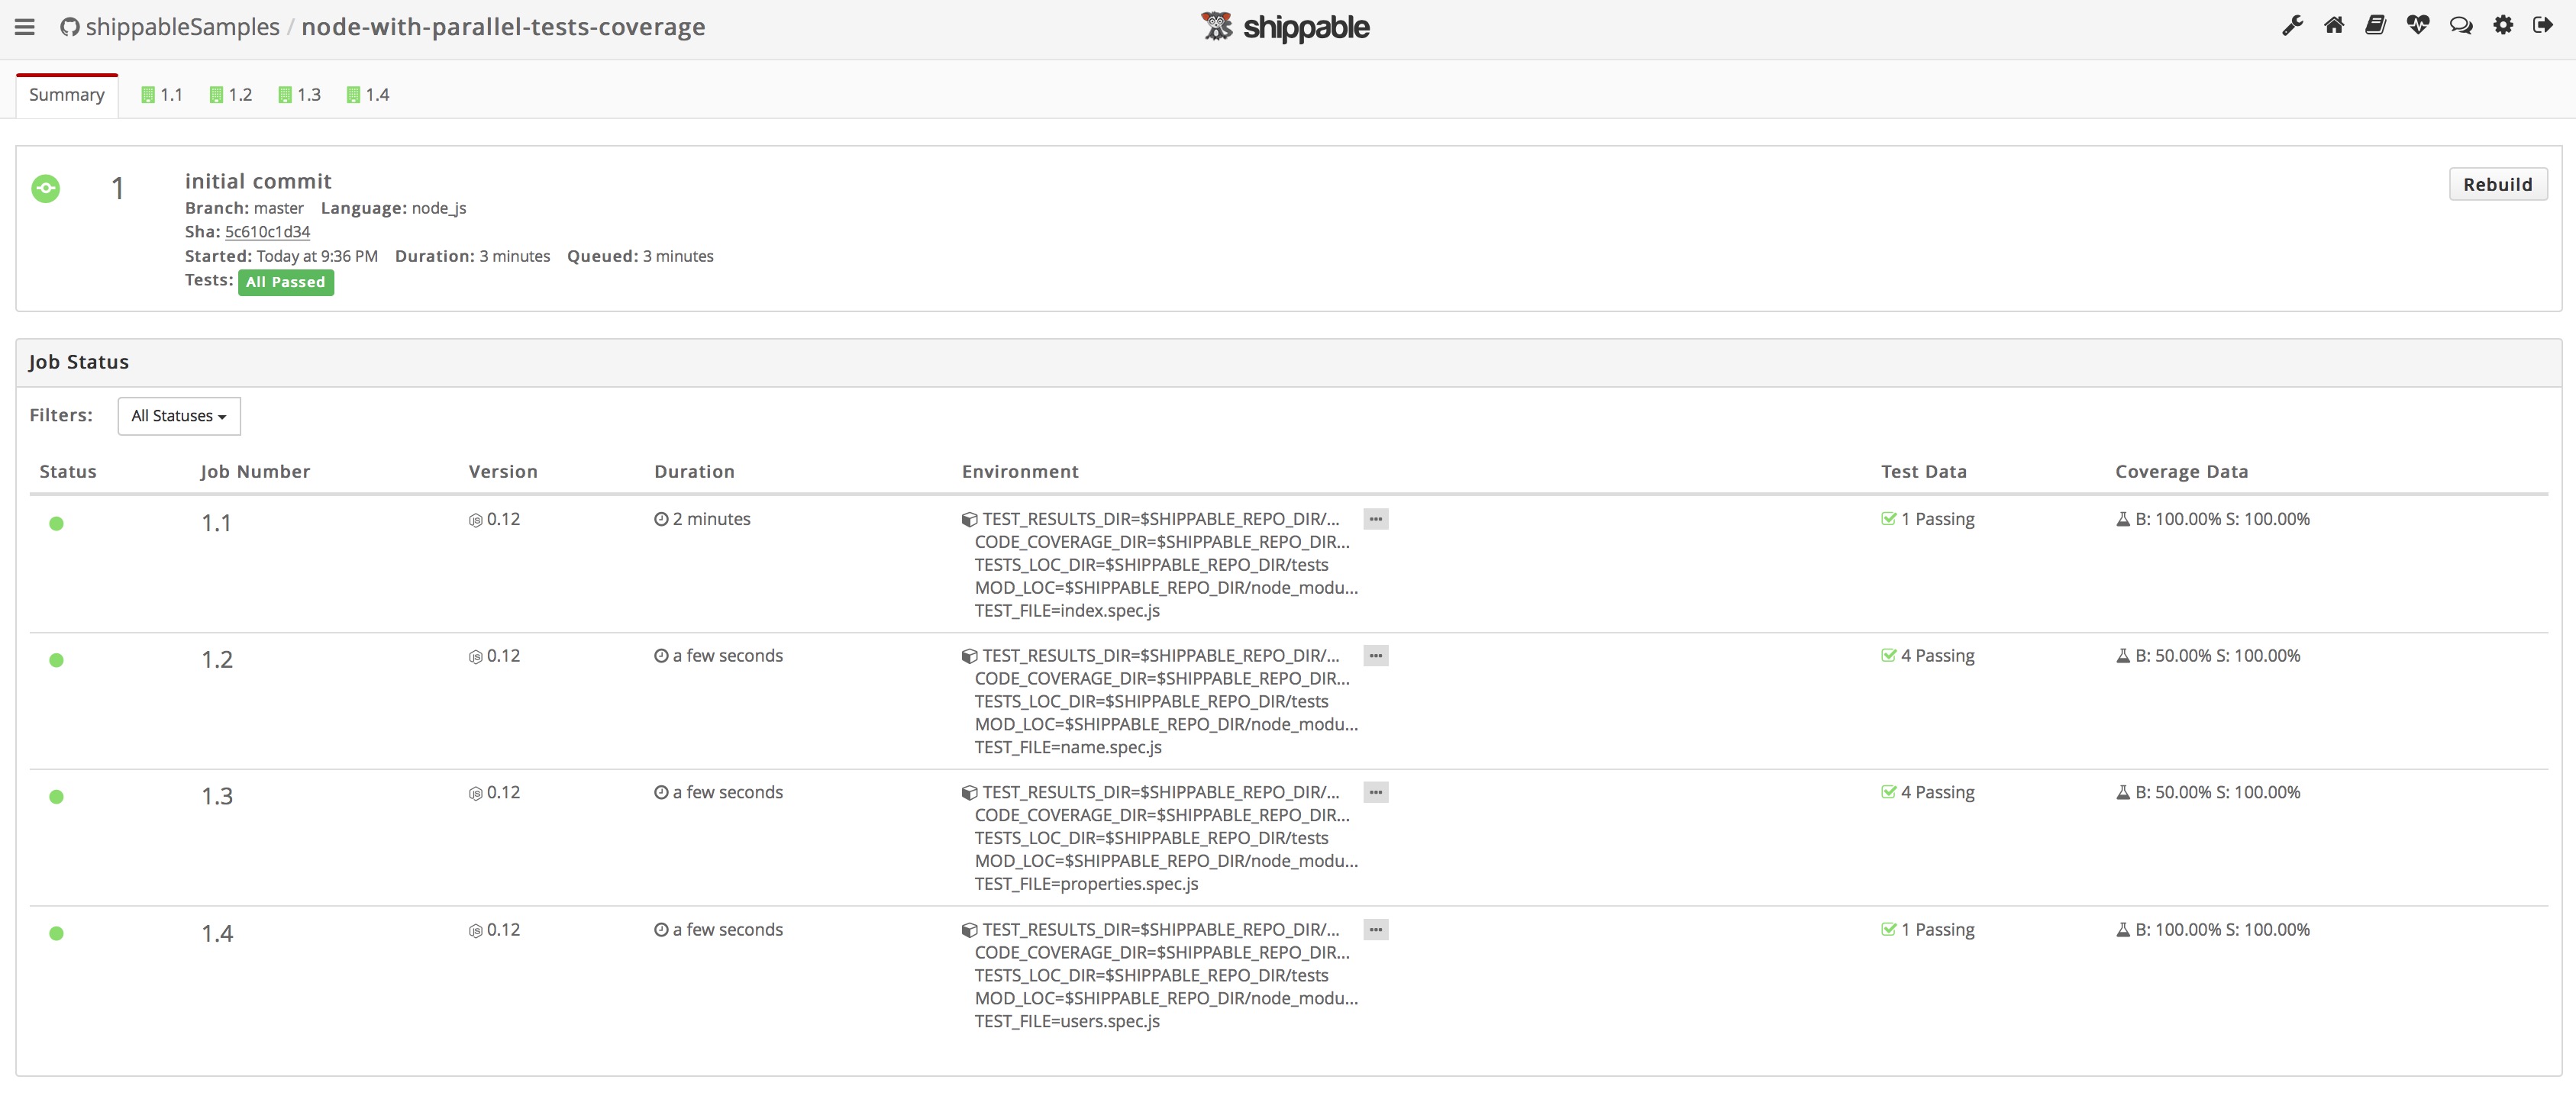 shippableSamples / node-with-parallel-tests-coverage
shippable
Summary 1.1 1.2 1.3 1.4
1
initial commit
Rebuild
Branch: master Language: node_js
Sha: 5c610c1d34
Started: Today at 9:36 PM Duration: 3 minutes Queued: 3 minutes
Tests: All Passed
Job Status
Filters: All Statuses
Status Job Number Version Duration Environment Test Data Coverage Data
1.1 0.12 2 minutes TEST_RESULTS_DIR=$SHIPPABLE_REPO_DIR/... ... 1 Passing B: 100.00% S: 100.00%
CODE_COVERAGE_DIR=$SHIPPABLE_REPO_DIR...
TESTS_LOC_DIR=$SHIPPABLE_REPO_DIR/tests
MOD_LOC=$SHIPPABLE_REPO_DIR/node_modu...
TEST_FILE=index.spec.js
1.2 0.12 a few seconds TEST_RESULTS_DIR=$SHIPPABLE_REPO_DIR/... ... 4 Passing B: 50.00% S: 100.00%
CODE_COVERAGE_DIR=$SHIPPABLE_REPO_DIR...
TESTS_LOC_DIR=$SHIPPABLE_REPO_DIR/tests
MOD_LOC=$SHIPPABLE_REPO_DIR/node_modu...
TEST_FILE=name.spec.js
1.3 0.12 a few seconds TEST_RESULTS_DIR=$SHIPPABLE_REPO_DIR/... ... 4 Passing B: 50.00% S: 100.00%
CODE_COVERAGE_DIR=$SHIPPABLE_REPO_DIR...
TESTS_LOC_DIR=$SHIPPABLE_REPO_DIR/tests
MOD_LOC=$SHIPPABLE_REPO_DIR/node_modu...
TEST_FILE=properties.spec.js
1.4 0.12 a few seconds TEST_RESULTS_DIR=$SHIPPABLE_REPO_DIR/... ... 1 Passing B: 100.00% S: 100.00%
CODE_COVERAGE_DIR=$SHIPPABLE_REPO_DIR...
TESTS_LOC_DIR=$SHIPPABLE_REPO_DIR/tests
MOD_LOC=$SHIPPABLE_REPO_DIR/node_modu...
TEST_FILE=users.spec.js